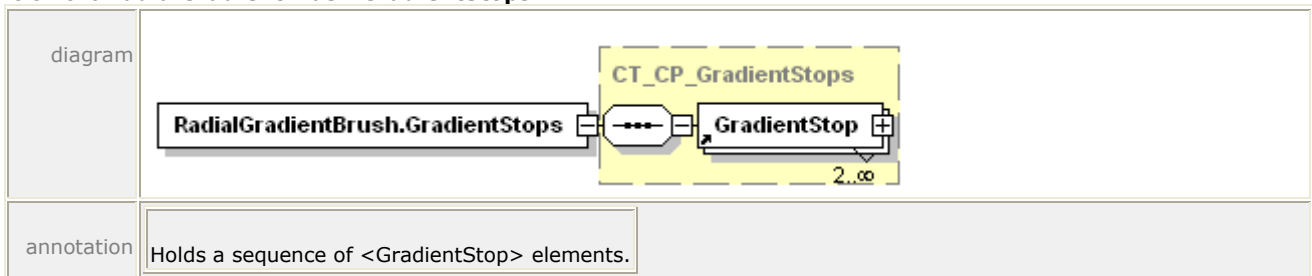 diagram
CT_CP_GradientStops
RadialGradientBrush.GradientStops
GradientStop
2..∞
annotation
Holds a sequence of <GradientStop> elements.